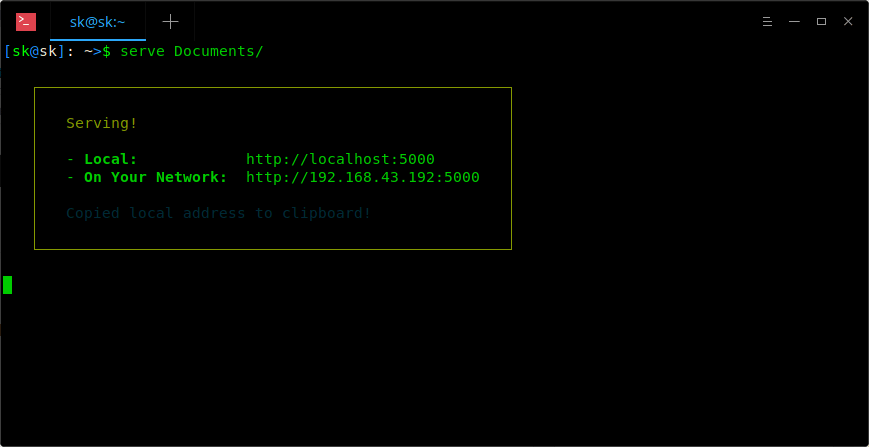 sk@sk:~
[sk@sk]: ~>$ serve Documents/
Serving!
- Local: http://localhost:5000
- On Your Network: http://192.168.43.192:5000
Copied local address to clipboard!